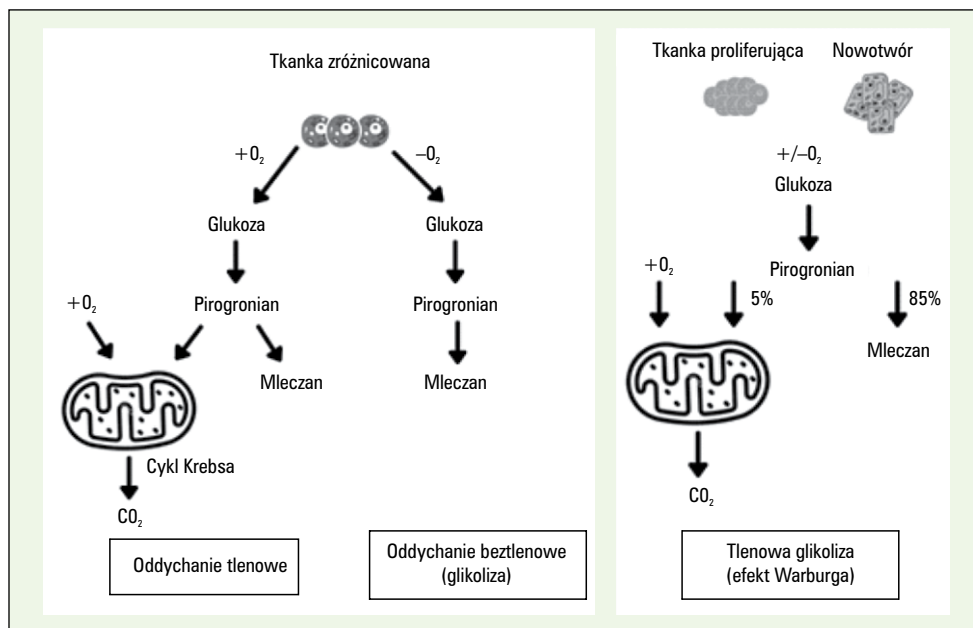 Tkanka zróżnicowana
+O₂
–O₂
Glukoza
Glukoza
+O₂
Pirogronian
Pirogronian
Mleczan
Mleczan
Cykl Krebsa
CO₂
Oddychanie tlenowe
Oddychanie beztlenowe
(glikoliza)
Tkanka proliferująca
Nowotwór
+/–O₂
Glukoza
Pirogronian
+O₂
5%
85%
Mleczan
CO₂
Tlenowa glikoliza
(efekt Warburga)